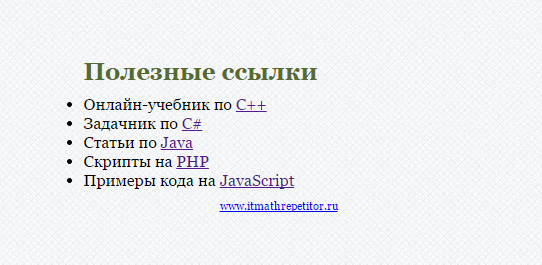 Полезные ссылки
Онлайн-учебник по C++
Задачник по C#
Статьи по Java
Скрипты на PHP
Примеры кода на JavaScript
www.itmathrepetitor.ru